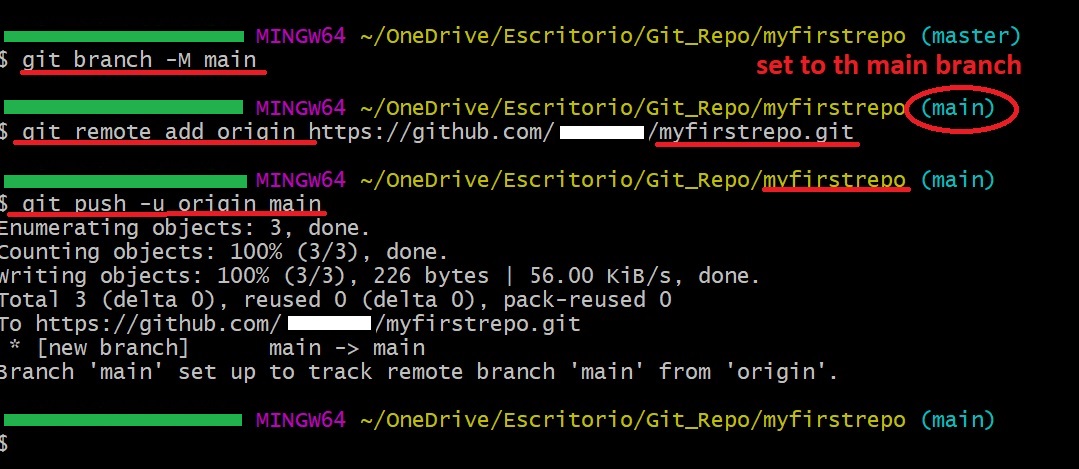 MINGW64 ~/OneDrive/Escritorio/Git_Repo/myfirstrepo (master)
$ git branch -M main
set to th main branch
MINGW64 ~/OneDrive/Escritorio/Git_Repo/myfirstrepo (main)
$ git remote add origin https://github.com/ /myfirstrepo.git
MINGW64 ~/OneDrive/Escritorio/Git_Repo/myfirstrepo (main)
$ git push -u origin main
Enumerating objects: 3, done.
Counting objects: 100% (3/3), done.
Writing objects: 100% (3/3), 226 bytes | 56.00 KiB/s, done.
Total 3 (delta 0), reused 0 (delta 0), pack-reused 0
To https://github.com/ /myfirstrepo.git
* [new branch] main -> main
Branch 'main' set up to track remote branch 'main' from 'origin'.
MINGW64 ~/OneDrive/Escritorio/Git_Repo/myfirstrepo (main)
$